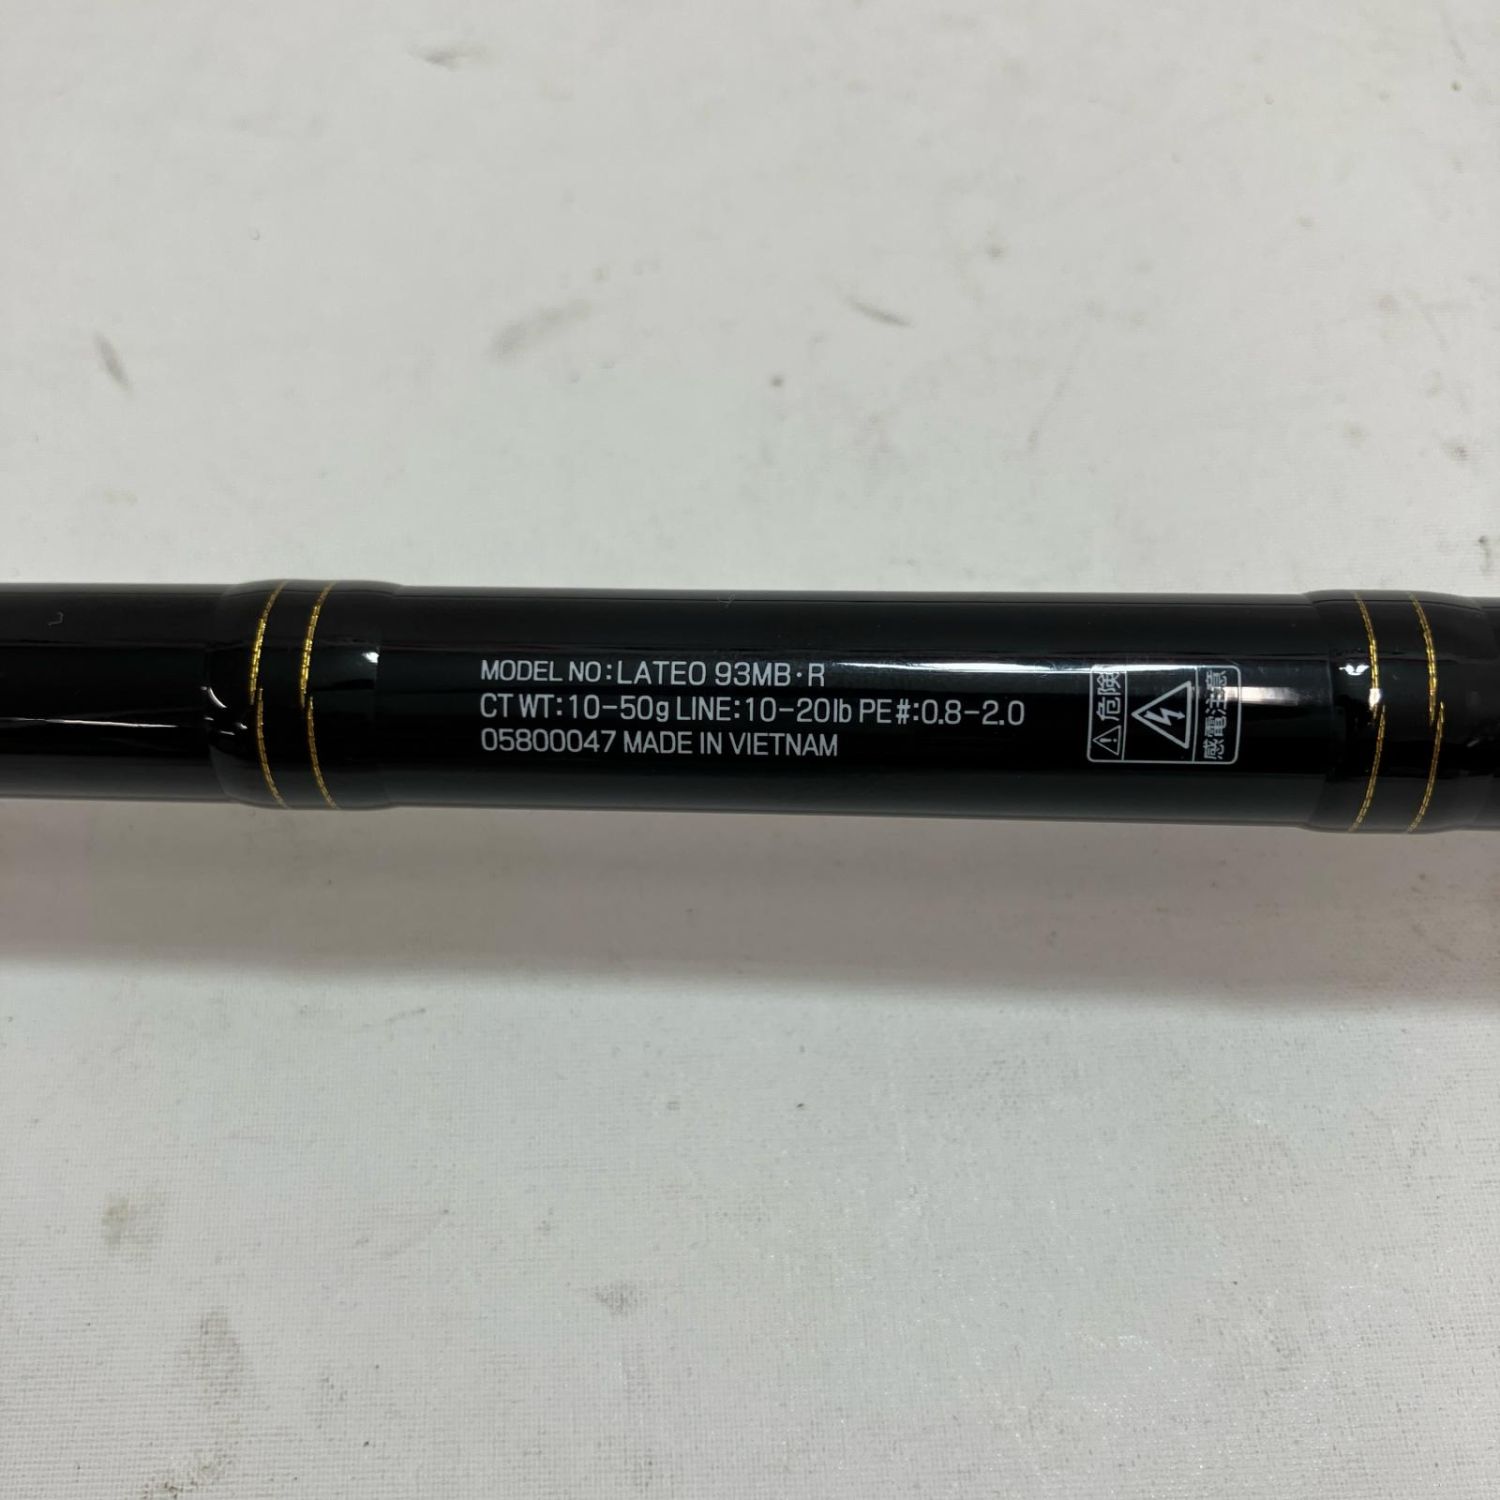 MODEL NO:LATEO 93MB・R
CT WT:10-50g LINE:10-20lb PE#:0.8-2.0
05800047 MADE IN VIETNAM
危険
感電注意